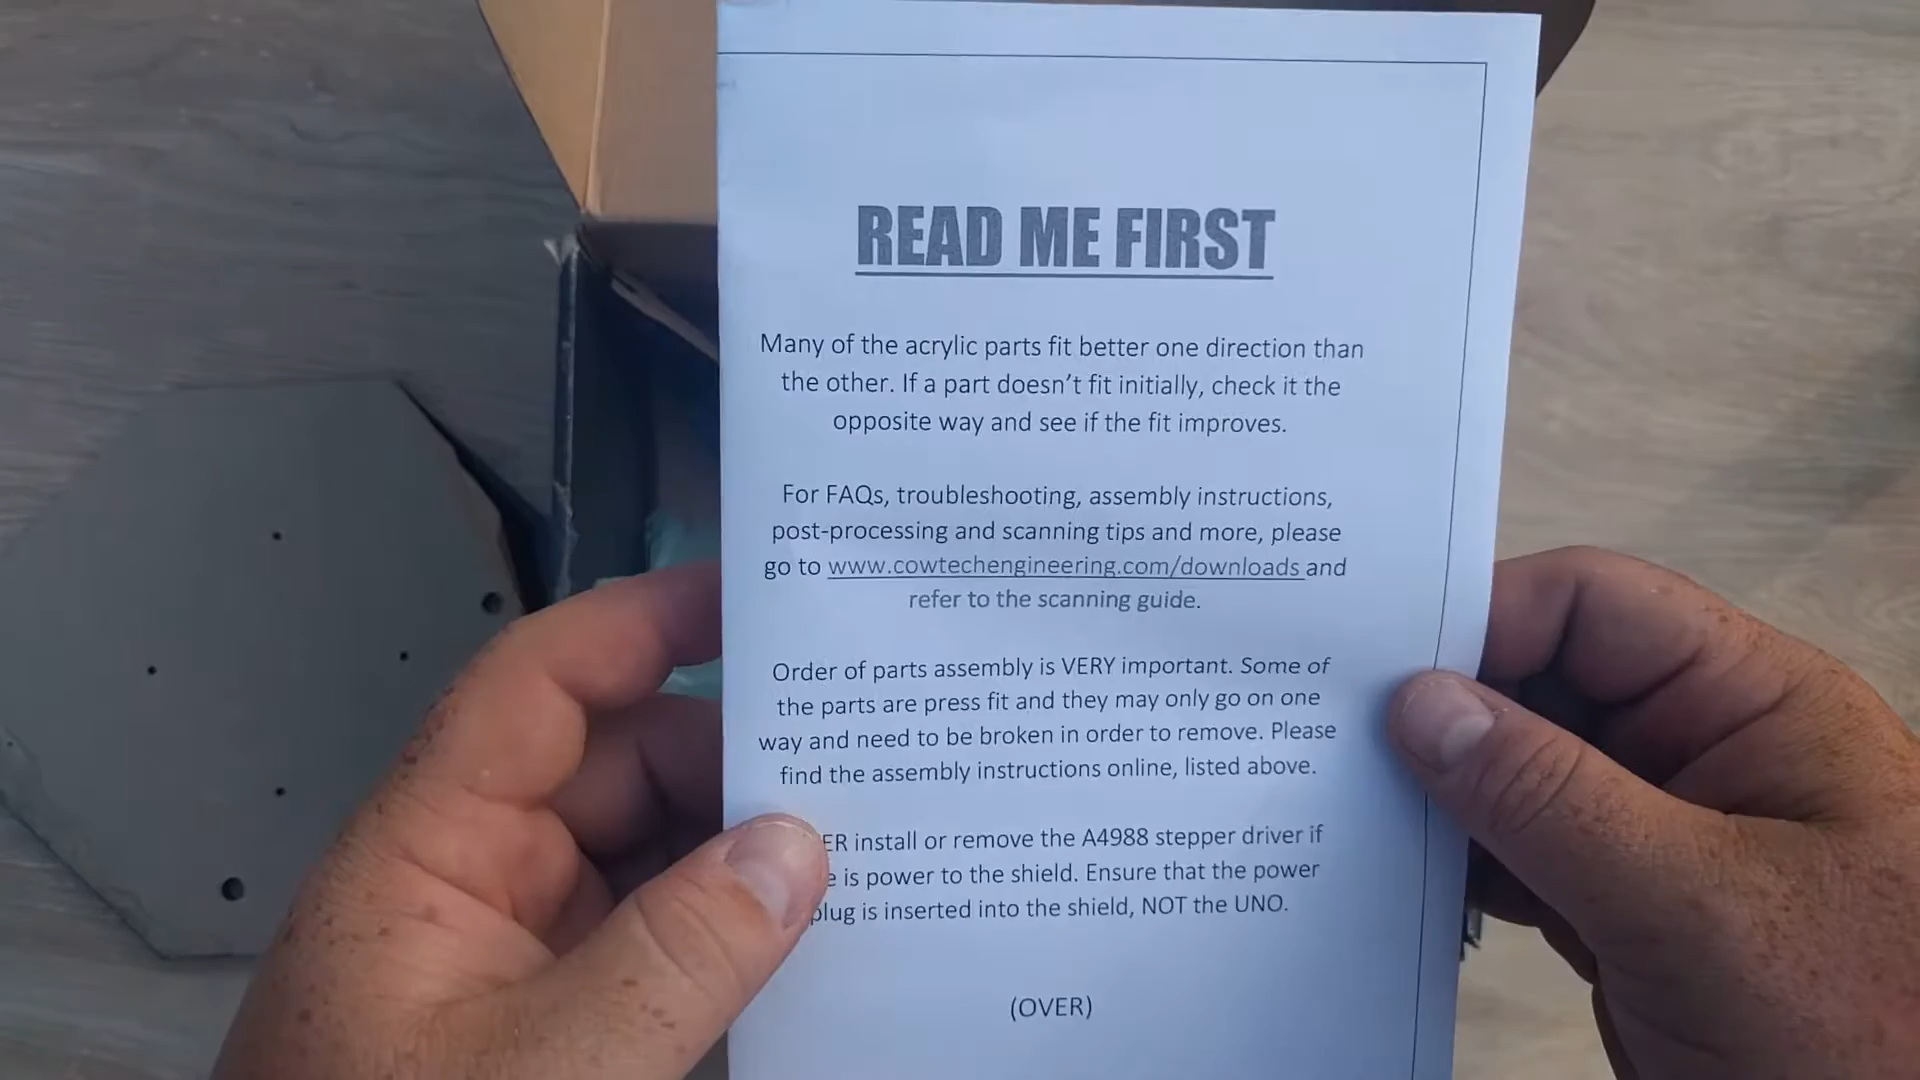 READ ME FIRST
Many of the acrylic parts fit better one direction than
the other. If a part doesn't fit initially, check it the
opposite way and see if the fit improves.
For FAQs, troubleshooting, assembly instructions,
post-processing and scanning tips and more, please
go to www.cowtechengineering.com/downloads and
refer to the scanning guide.
Order of parts assembly is VERY important. Some of
the parts are press fit and they may only go on one
way and need to be broken in order to remove. Please
find the assembly instructions online, listed above.
install or remove the A4988 stepper driver if
is power to the shield. Ensure that the power
plug is inserted into the shield, NOT the UNO.
(OVER)